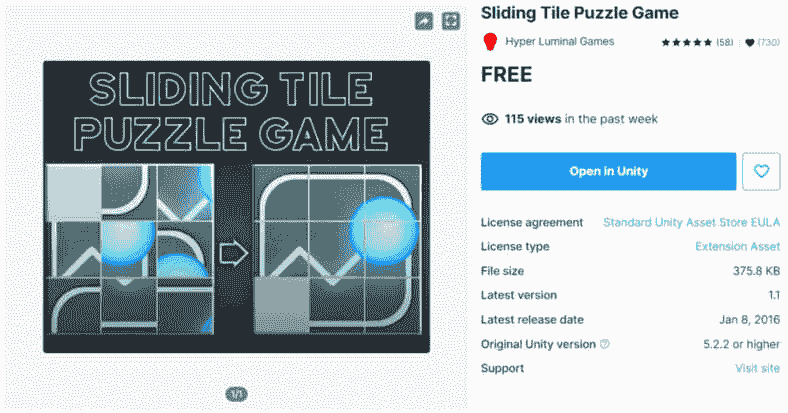 Sliding Tile Puzzle Game
Hyper Luminal Games
(58)
(730)
FREE
115 views in the past week
Open in Unity
SLIDING TILE
PUZZLE GAME
License agreement Standard Unity Asset Store EULA
License type Extension Asset
File size 375.8 KB
Latest version 1.1
Latest release date Jan 8, 2016
Original Unity version 5.2.2 or higher
Support Visit site
1/1